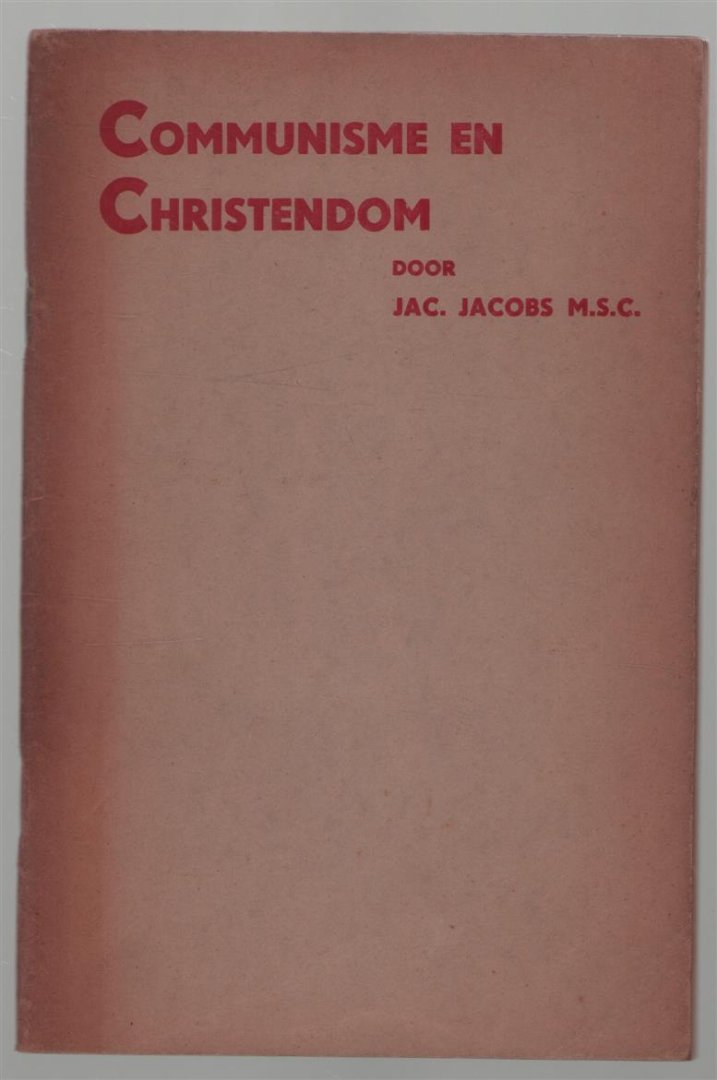 COMMUNISME EN
CHRISTENDOM
DOOR
JAC. JACOBS M.S.C.